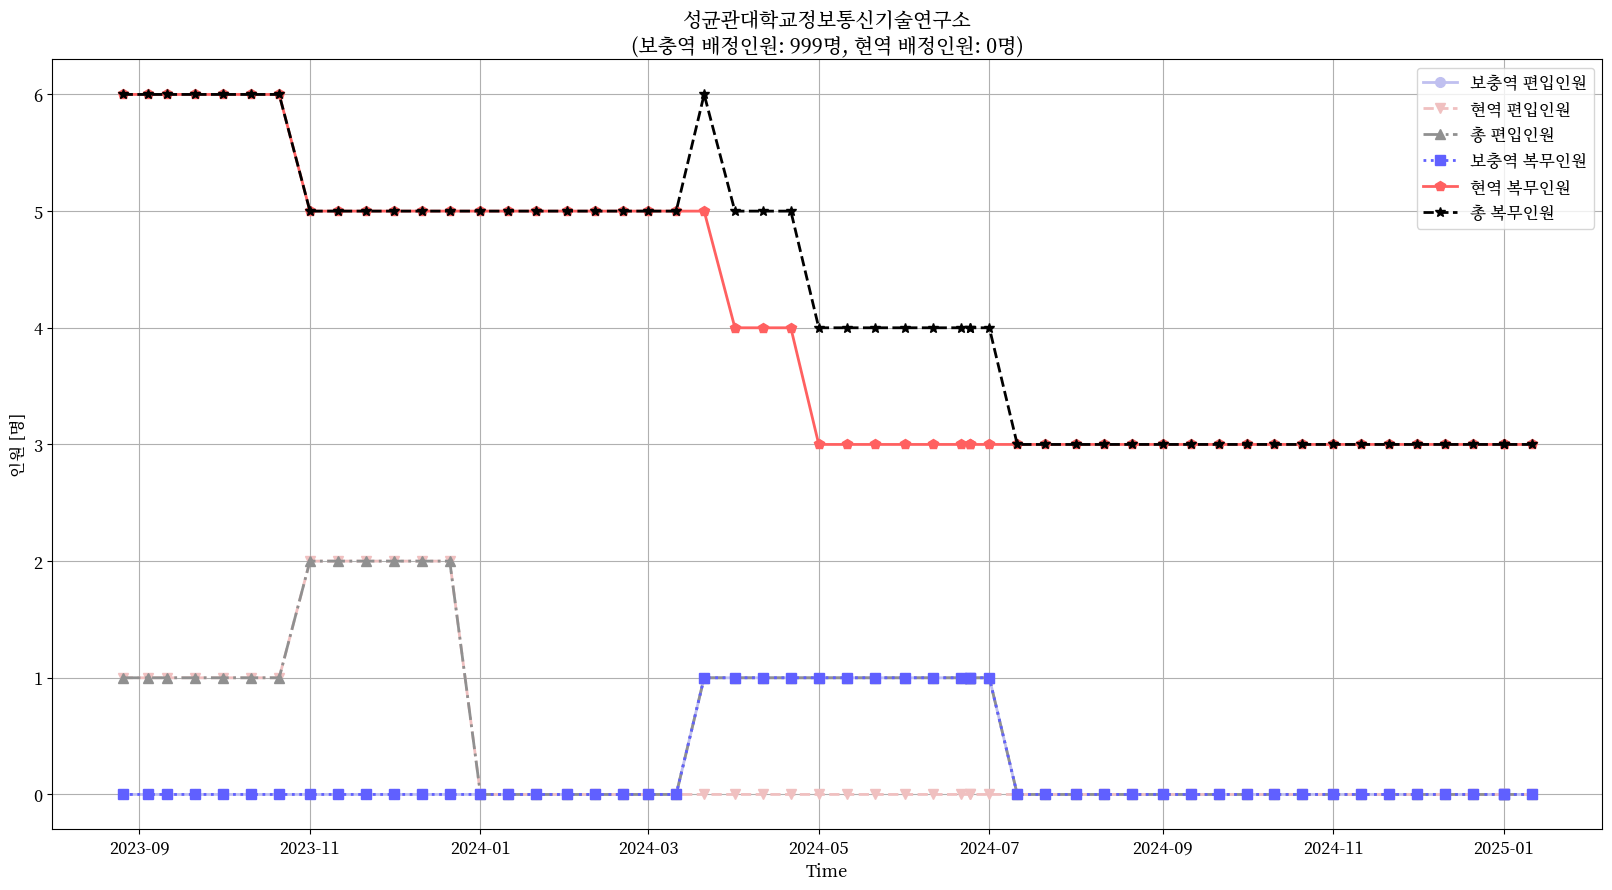 성균관대학교정보통신기술연구소
(보충역 배정인원: 999명, 현역 배정인원: 0명)
6
5
4
3
2
1
0
인원 [명]
보충역 편입인원
현역 편입인원
총 편입인원
보충역 복무인원
현역 복무인원
총 복무인원
2023-09 2023-11 2024-01 2024-03 2024-05 2024-07 2024-09 2024-11 2025-01
Time